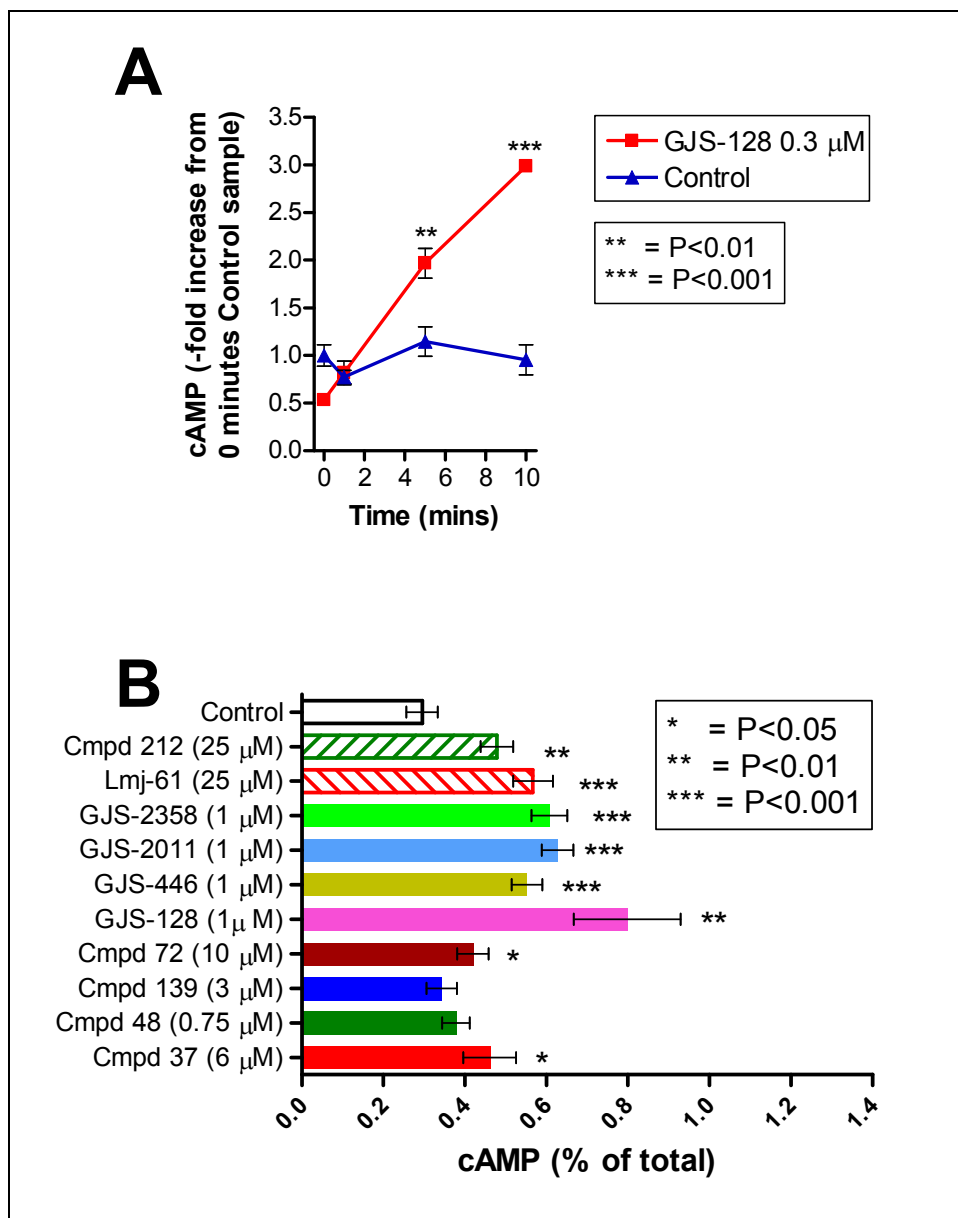 A
cAMP (-fold increase from
0 minutes Control sample)
3.5
3.0
2.5
2.0
1.5
1.0
0.5
0.0
***
**
0 2 4 6 8 10
Time (mins)
GJS-128 0.3 μM
Control
** = P<0.01
*** = P<0.001
B
Control
Cmpd 212 (25 μM) **
Lmj-61 (25 μM) ***
GJS-2358 (1 μM) ***
GJS-2011 (1 μM) ***
GJS-446 (1 μM) ***
GJS-128 (1μ M) **
Cmpd 72 (10 μM) *
Cmpd 139 (3 μM)
Cmpd 48 (0.75 μM)
Cmpd 37 (6 μM) *
0.0 0.2 0.4 0.6 0.8 1.0 1.2 1.4
cAMP (% of total)
* = P<0.05
** = P<0.01
*** = P<0.001